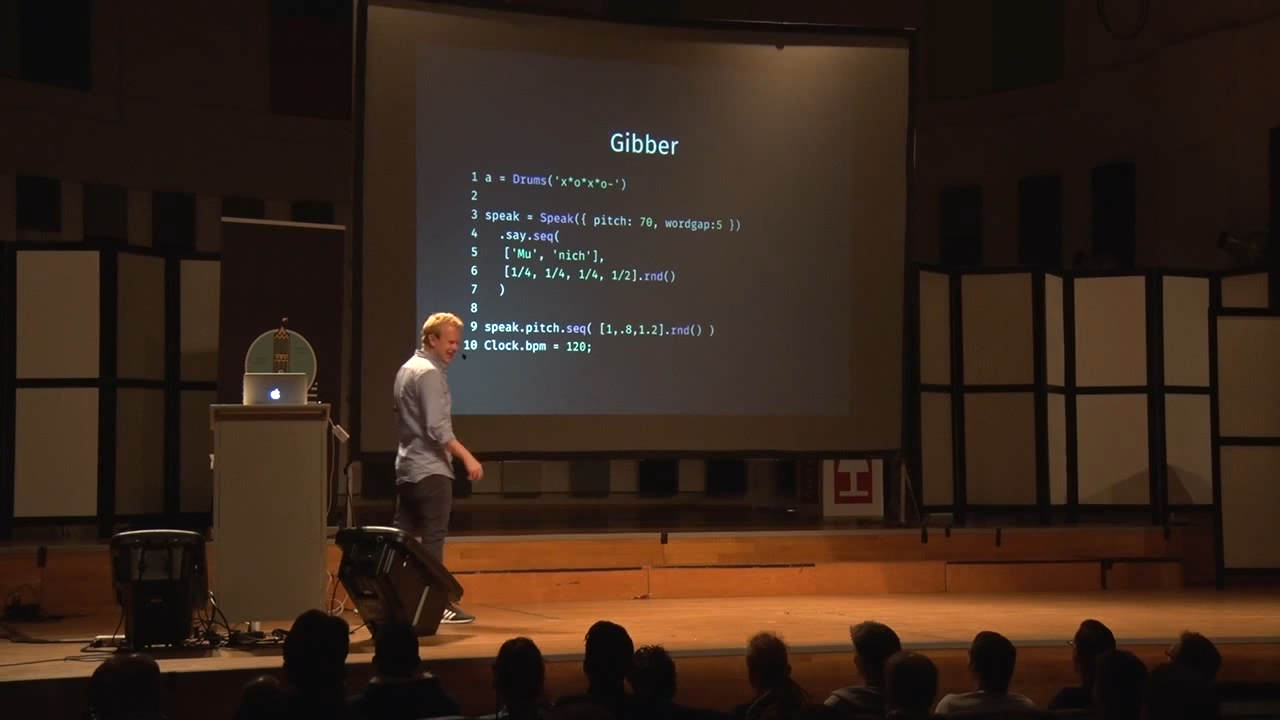 Gibber
1 a = Drums('x*o*x*o-')
2
3 speak = Speak({ pitch: 70, wordgap:5 })
4 .say.seq(
5 ['Mu', 'nich'],
6 [1/4, 1/4, 1/4, 1/2].rnd()
7 )
8
9 speak.pitch.seq( [1,.8,1.2].rnd() )
10 Clock.bpm = 120;